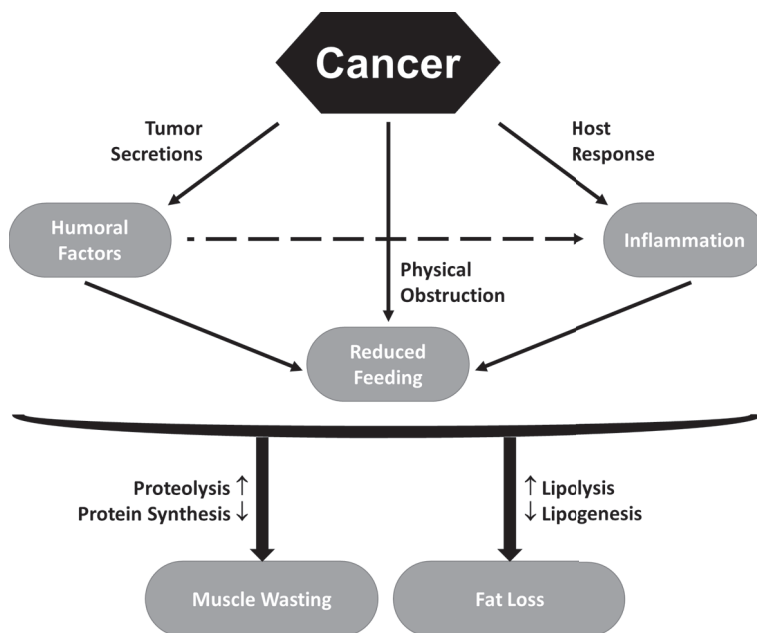 Cancer
Tumor
Secretions
Host
Response
Humoral
Factors
Inflammation
Physical
Obstruction
Reduced
Feeding
Proteolysis ↑
Protein Synthesis ↓
↑ Lipolysis
↓ Lipogenesis
Muscle Wasting
Fat Loss